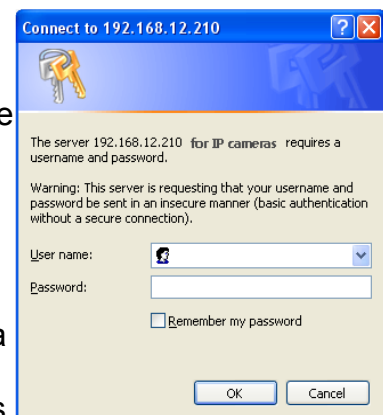 Connect to 192.168.12.210
e
The server 192.168.12.210 for IP cameras requires a
username and password.
Warning: This server is requesting that your username and
password be sent in an insecure manner (basic authentication
without a secure connection).
User name:
Password:
Remember my password
a
OK Cancel
s